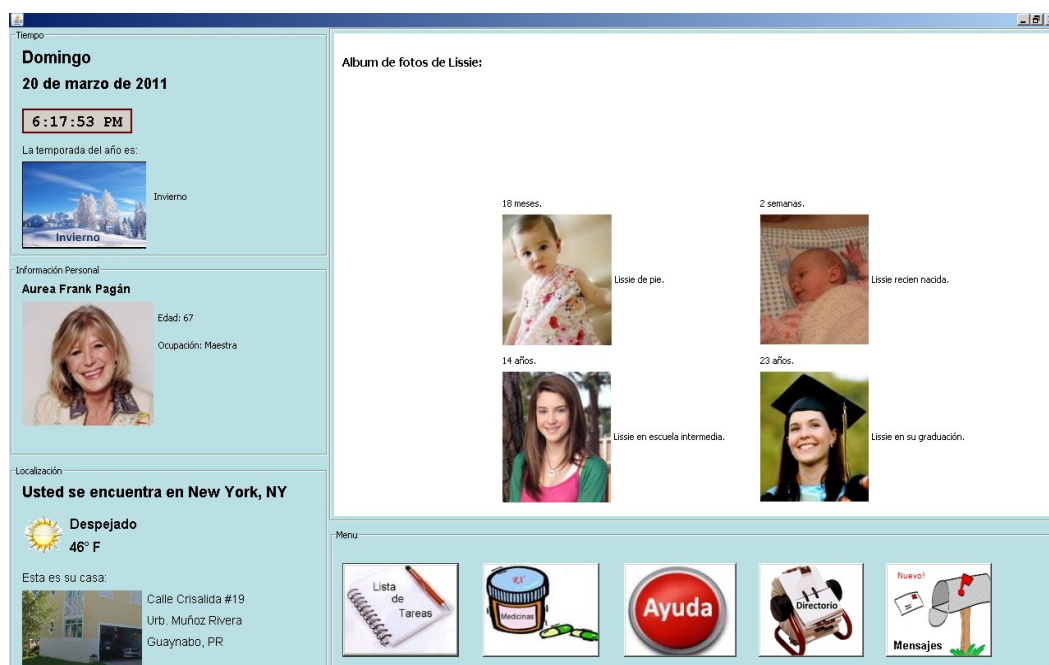 Tiempo
Domingo
20 de marzo de 2011
6:17:53 PM
La temporada del año es:
Invierno
Invierno
Información Personal
Aurea Frank Pagán
Edad: 67
Ocupación: Maestra
Localización
Usted se encuentra en New York, NY
Despejado
46° F
Esta es su casa:
Calle Crisalida #19
Urb. Muñoz Rivera
Guaynabo, PR
Album de fotos de Lissie:
18 meses.
2 semanas.
Lissie de pie.
Lissie recien nacida.
14 años.
23 años.
Lissie en escuela intermedia.
Lissie en su graduación.
Menu
Lista
de
Tareas
RX
Medicinas
Ayuda
Directorio
Nuevo!
Mensajes